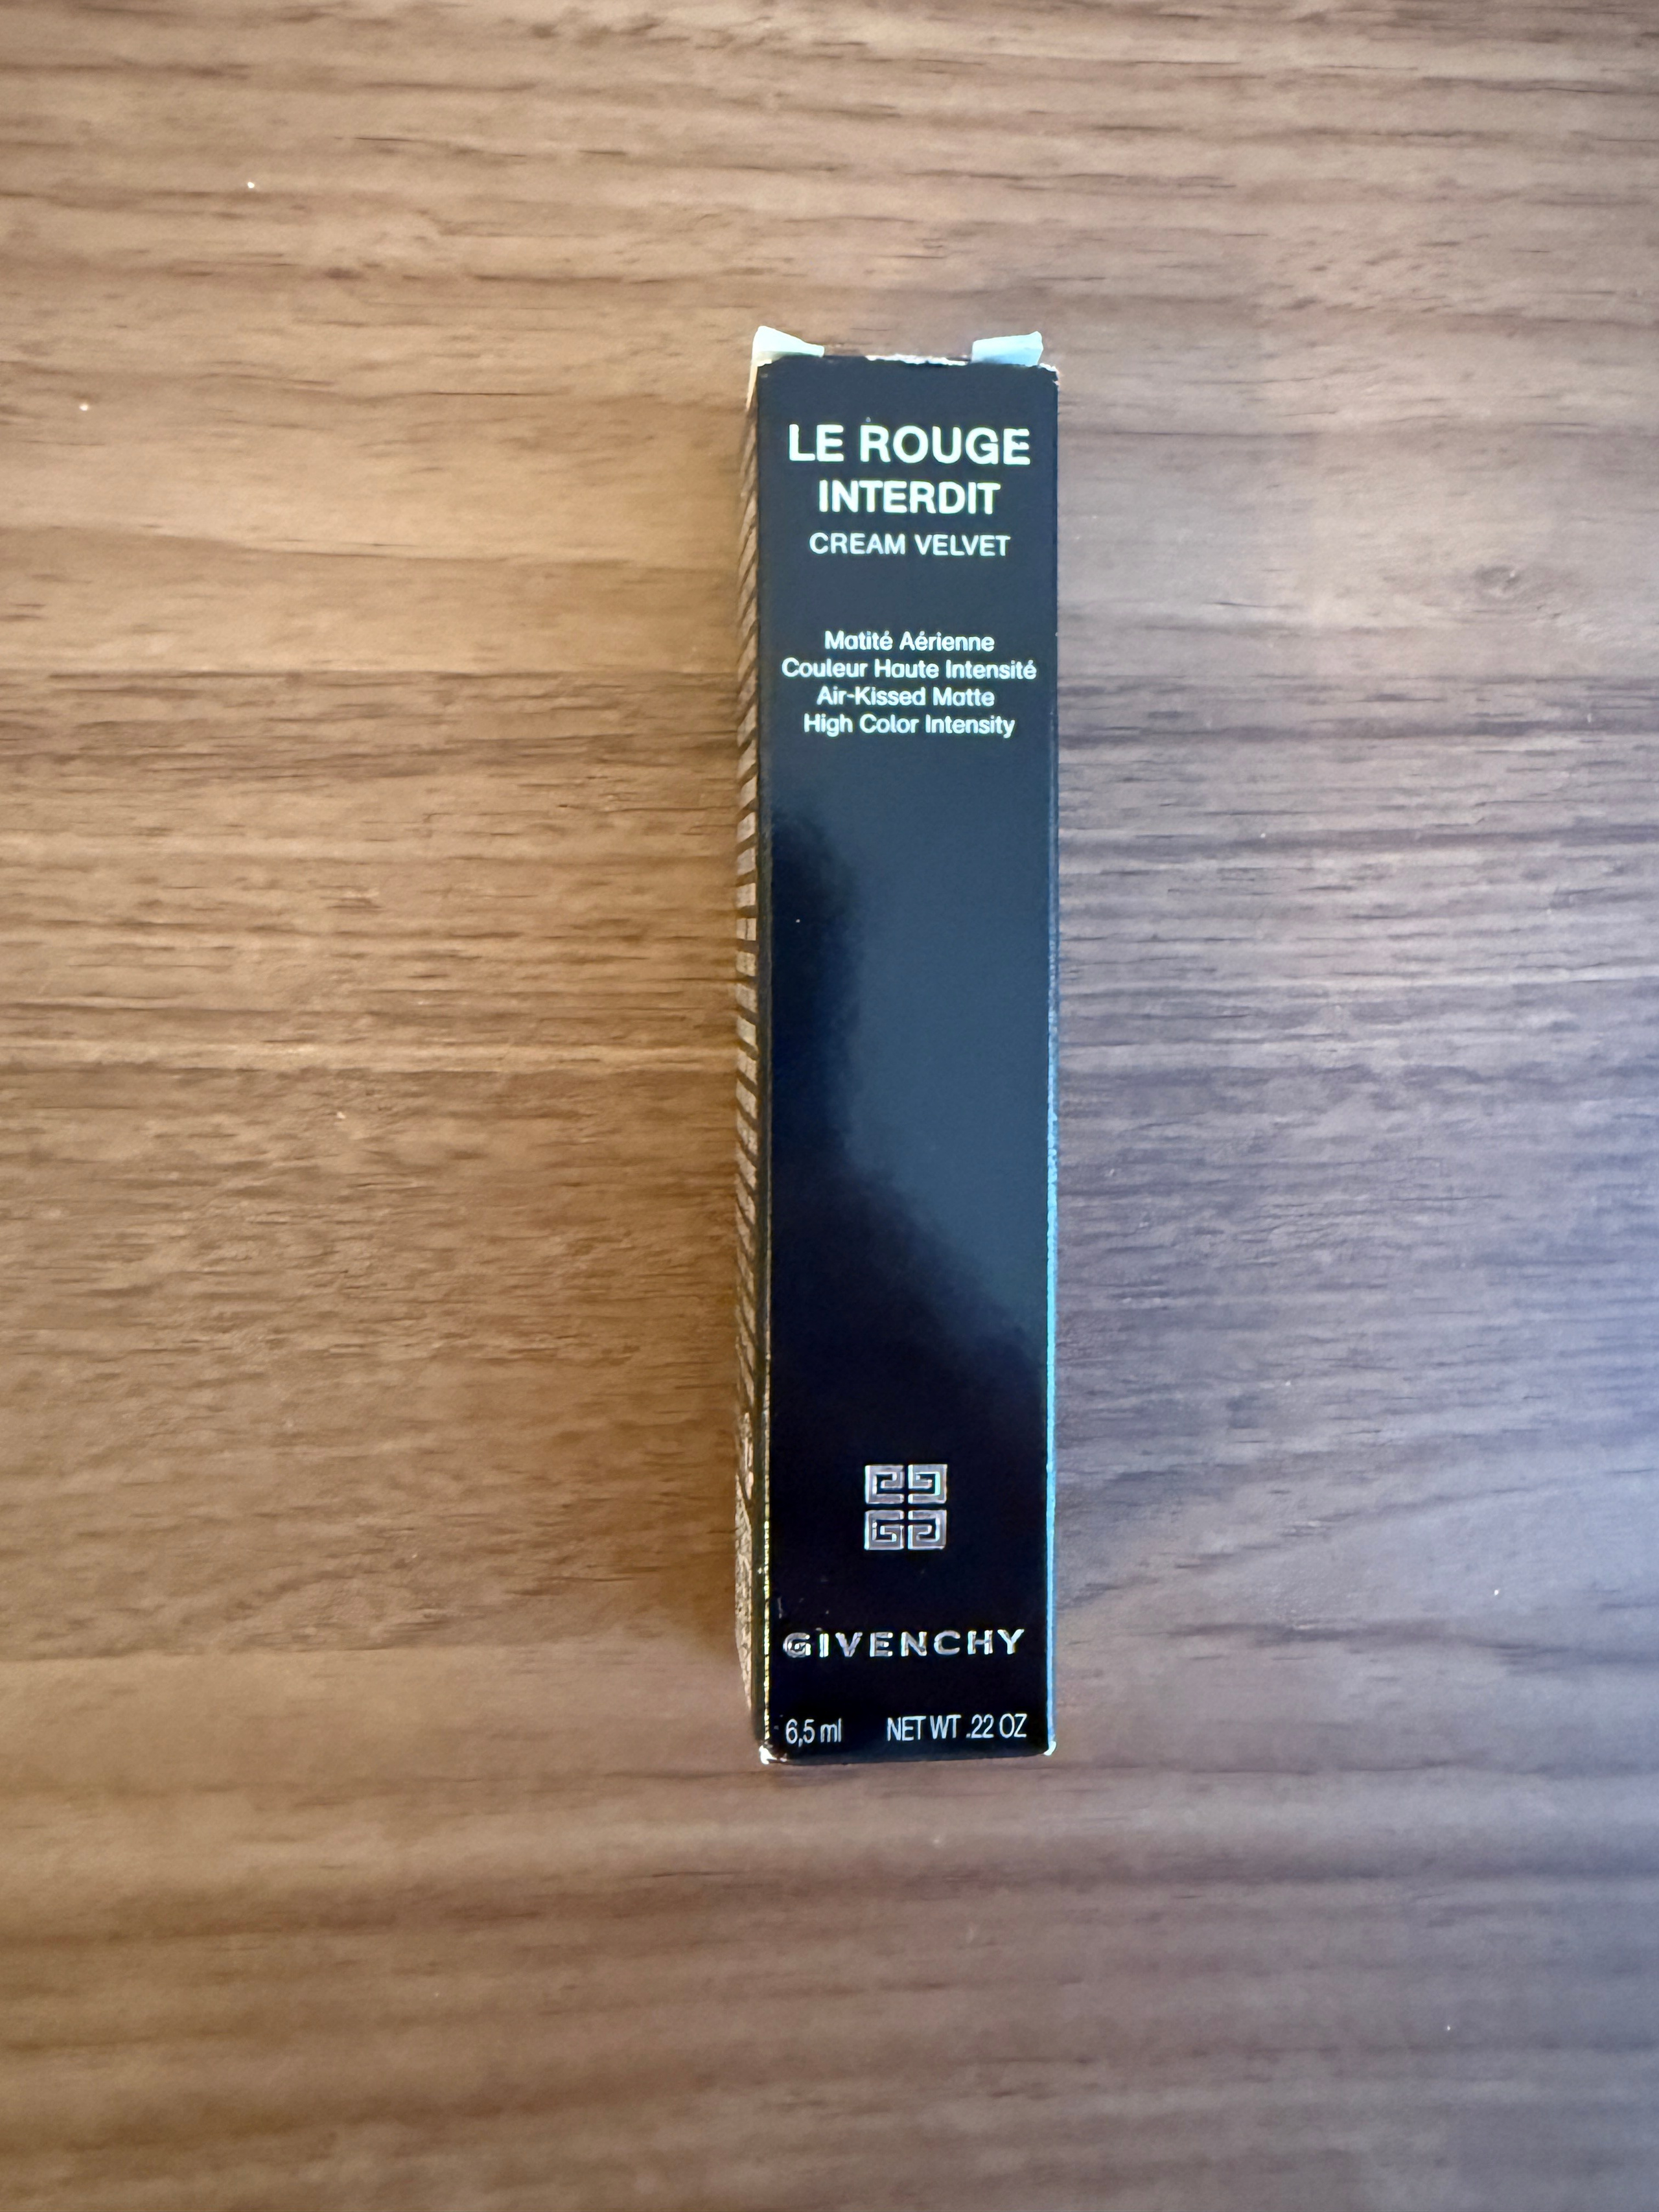 LE ROUGE
INTERDIT
CREAM VELVET
Matité Aérienne
Couleur Haute Intensité
Air-Kissed Matte
High Color Intensity
GIVENCHY
6,5 ml NET WT .22 OZ